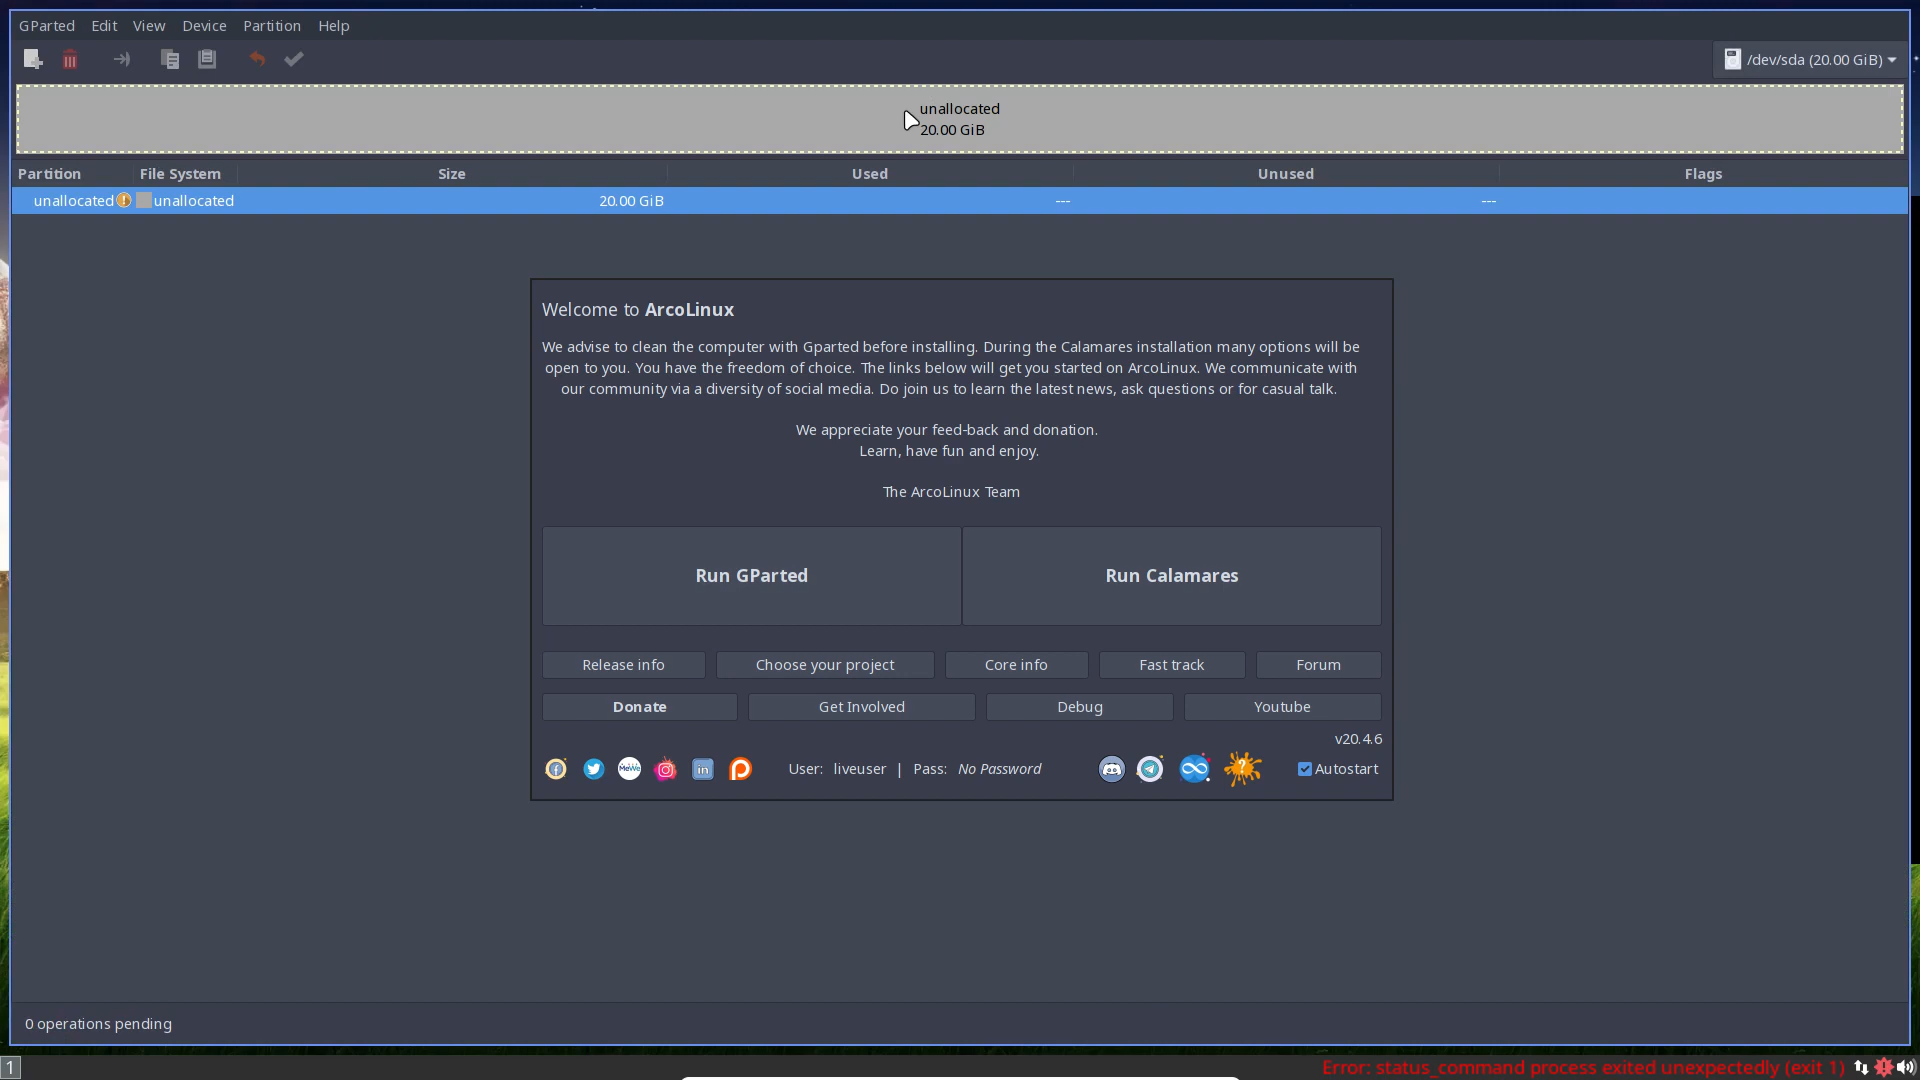 GParted Edit View Device Partition Help
/dev/sda (20.00 GiB)
unallocated
20.00 GiB
Partition File System Size Used Unused Flags
unallocated unallocated 20.00 GiB --- ---
Welcome to ArcoLinux
We advise to clean the computer with Gparted before installing. During the Calamares installation many options will be
open to you. You have the freedom of choice. The links below will get you started on ArcoLinux. We communicate with
our community via a diversity of social media. Do join us to learn the latest news, ask questions or for casual talk.
We appreciate your feed-back and donation.
Learn, have fun and enjoy.
The ArcoLinux Team
Run GParted Run Calamares
Release info Choose your project Core info Fast track Forum
Donate Get Involved Debug Youtube
v20.4.6
MeWe in User: liveuser | Pass: No Password ? Autostart
0 operations pending
1 Error: status_command process exited unexpectedly (exit 1)